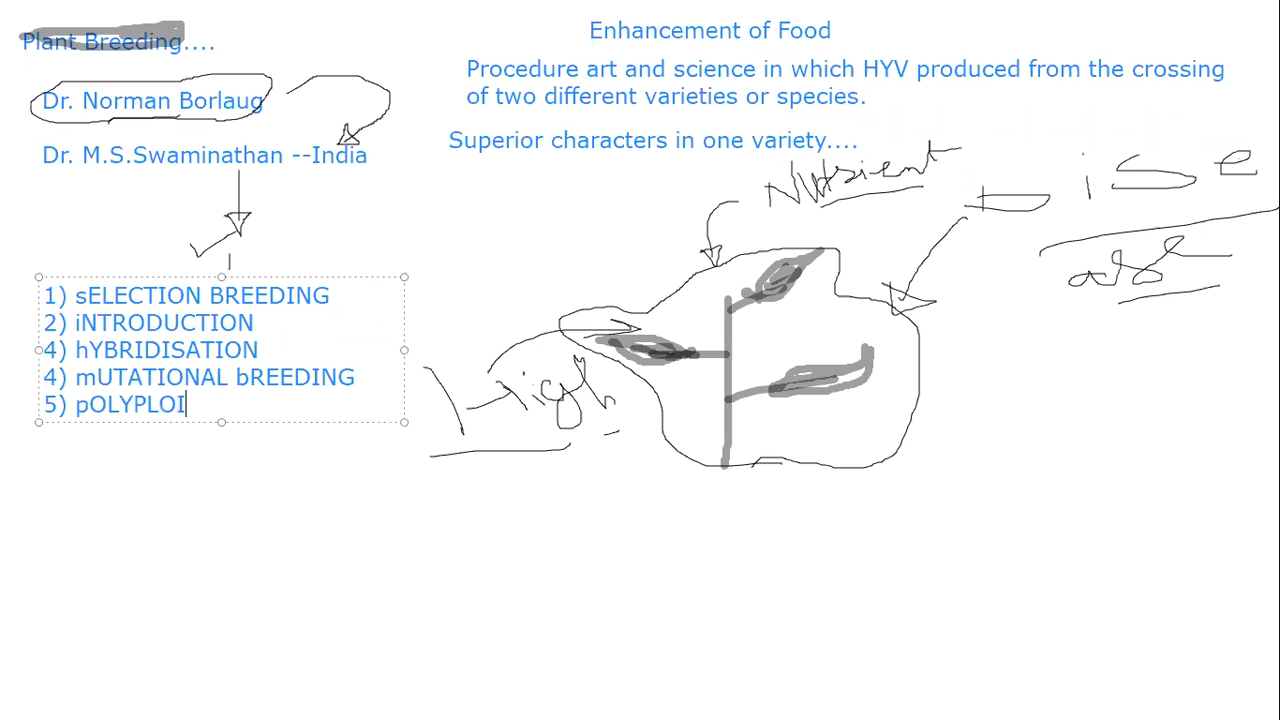 Plant Breeding....
Enhancement of Food
Procedure art and science in which HYV produced from the crossing
of two different varieties or species.
Dr. Norman Borlaug
Superior characters in one variety....
Dr. M.S.Swaminathan --India
Nutrient
1) sELECTION BREEDING
2) iNTRODUCTION
4) hYBRIDISATION
4) mUTATIONAL bREEDING
5) pOLYPLOI
High